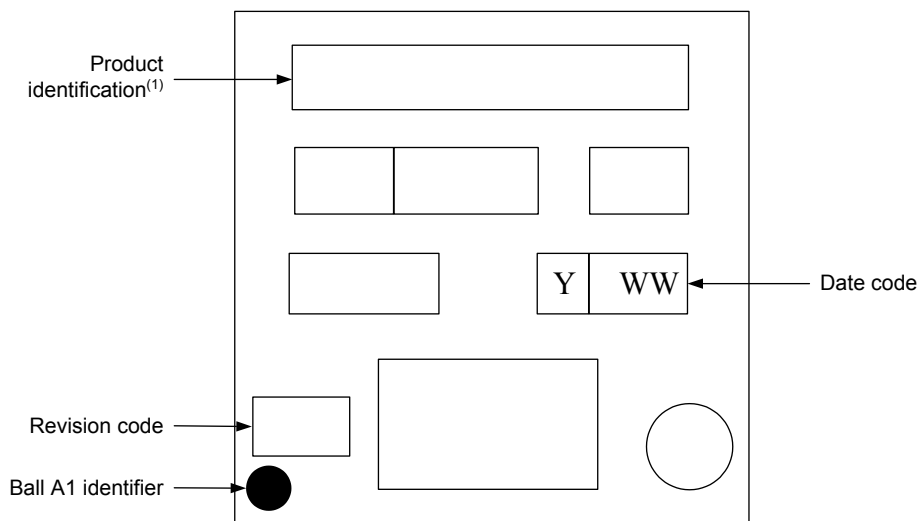 Product
identification(1)
Y WW
Date code
Revision code
Ball A1 identifier